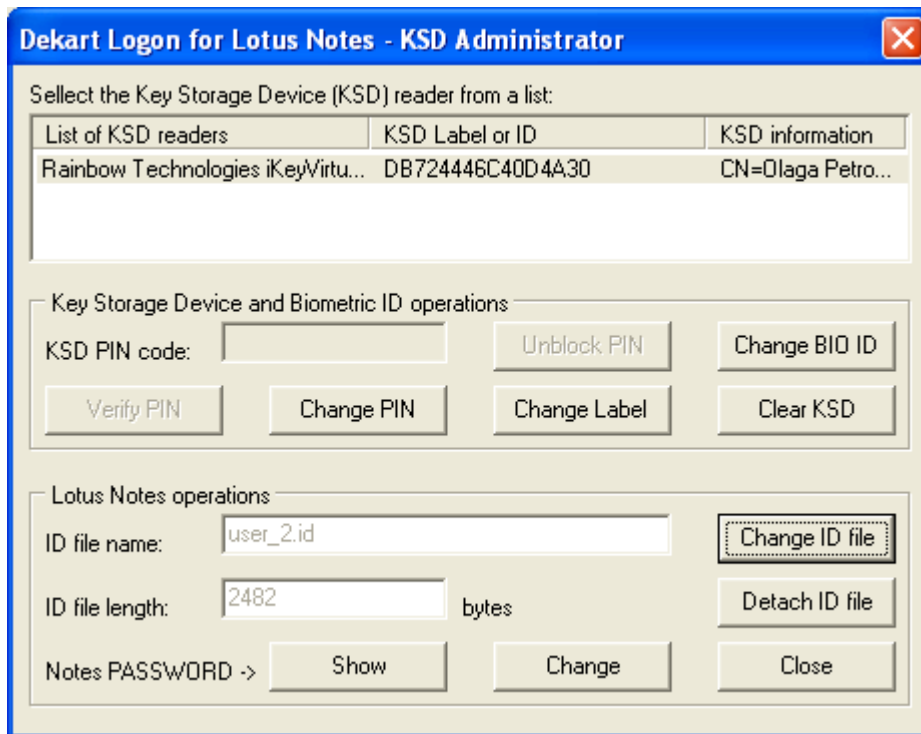 Dekart Logon for Lotus Notes - KSD Administrator
Sellect the Key Storage Device (KSD) reader from a list:
List of KSD readers KSD Label or ID KSD information
Rainbow Technologies iKeyVirtu... DB724446C40D4A30 CN=Olaga Petro...
Key Storage Device and Biometric ID operations
KSD PIN code: Unblock PIN Change BIO ID
Verify PIN Change PIN Change Label Clear KSD
Lotus Notes operations
ID file name: user_2.id Change ID file
ID file length: 2482 bytes Detach ID file
Notes PASSWORD -> Show Change Close